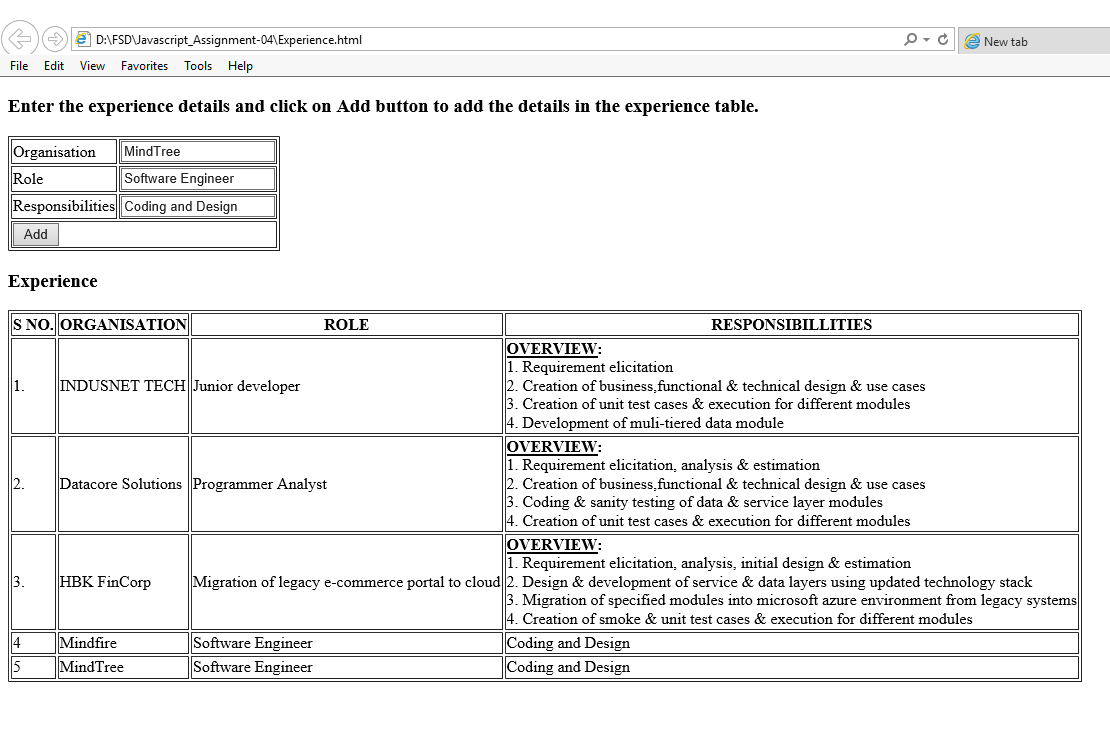 D:\FSD\Javascript_Assignment-04\Experience.html
New tab
File Edit View Favorites Tools Help
Enter the experience details and click on Add button to add the details in the experience table.
Organisation MindTree
Role Software Engineer
Responsibilities Coding and Design
Add
Experience
S NO. ORGANISATION ROLE RESPONSIBILLITIES
1. INDUSNET TECH Junior developer
OVERVIEW:
1. Requirement elicitation
2. Creation of business,functional & technical design & use cases
3. Creation of unit test cases & execution for different modules
4. Development of muli-tiered data module
2. Datacore Solutions Programmer Analyst
OVERVIEW:
1. Requirement elicitation, analysis & estimation
2. Creation of business,functional & technical design & use cases
3. Coding & sanity testing of data & service layer modules
4. Creation of unit test cases & execution for different modules
3. HBK FinCorp Migration of legacy e-commerce portal to cloud
OVERVIEW:
1. Requirement elicitation, analysis, initial design & estimation
2. Design & development of service & data layers using updated technology stack
3. Migration of specified modules into microsoft azure environment from legacy systems
4. Creation of smoke & unit test cases & execution for different modules
4 Mindfire Software Engineer Coding and Design
5 MindTree Software Engineer Coding and Design